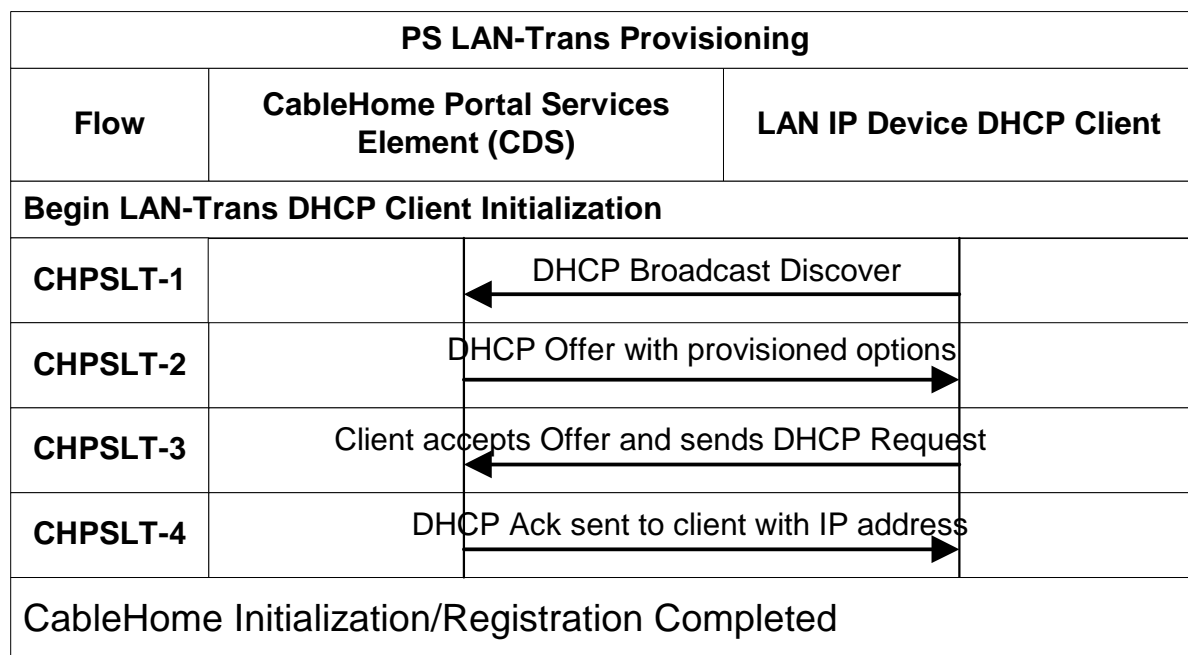 PS LAN-Trans Provisioning
Flow
CableHome Portal Services
Element (CDS)
LAN IP Device DHCP Client
Begin LAN-Trans DHCP Client Initialization
CHPSLT-1
DHCP Broadcast Discover
CHPSLT-2
DHCP Offer with provisioned options
CHPSLT-3
Client accepts Offer and sends DHCP Request
CHPSLT-4
DHCP Ack sent to client with IP address
CableHome Initialization/Registration Completed